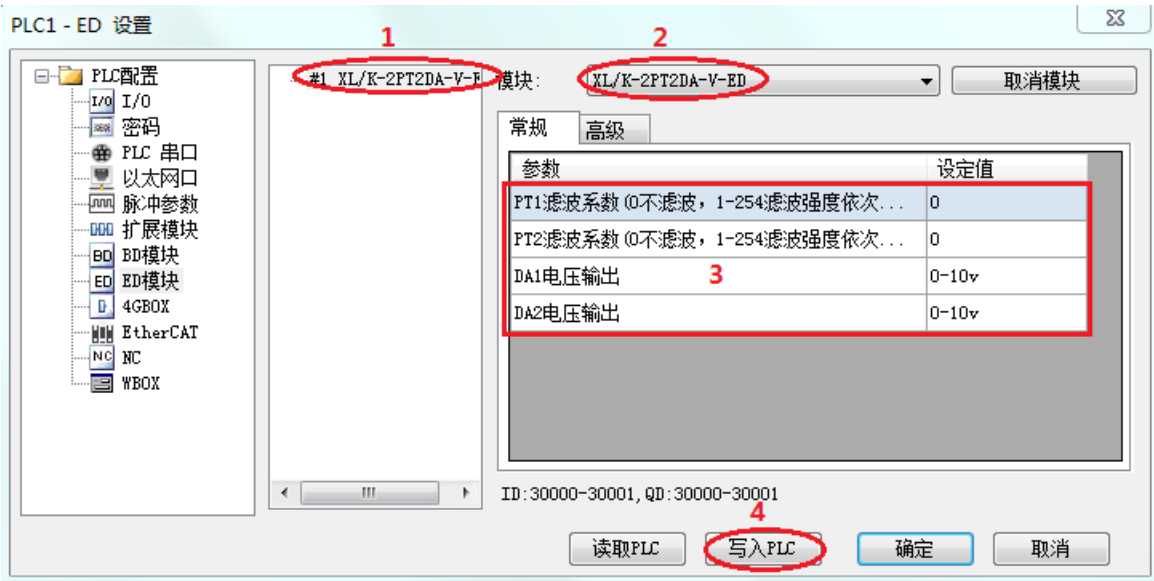 PLC1 - ED 设置
1
2
3
4
PLC配置
I/O I/O
密码
PLC 串口
以太网口
脉冲参数
扩展模块
BD BD模块
ED ED模块
4GBOX
EtherCAT
NC NC
WBOX
#1 XL/K-2PT2DA-V-E
模块:
XL/K-2PT2DA-V-ED
取消模块
常规
高级
参数 设定值
PT1滤波系数(0不滤波，1-254滤波强度依次... 0
PT2滤波系数(0不滤波，1-254滤波强度依次... 0
DA1电压输出 0-10v
DA2电压输出 0-10v
ID:30000-30001,QD:30000-30001
读取PLC
写入PLC
确定
取消